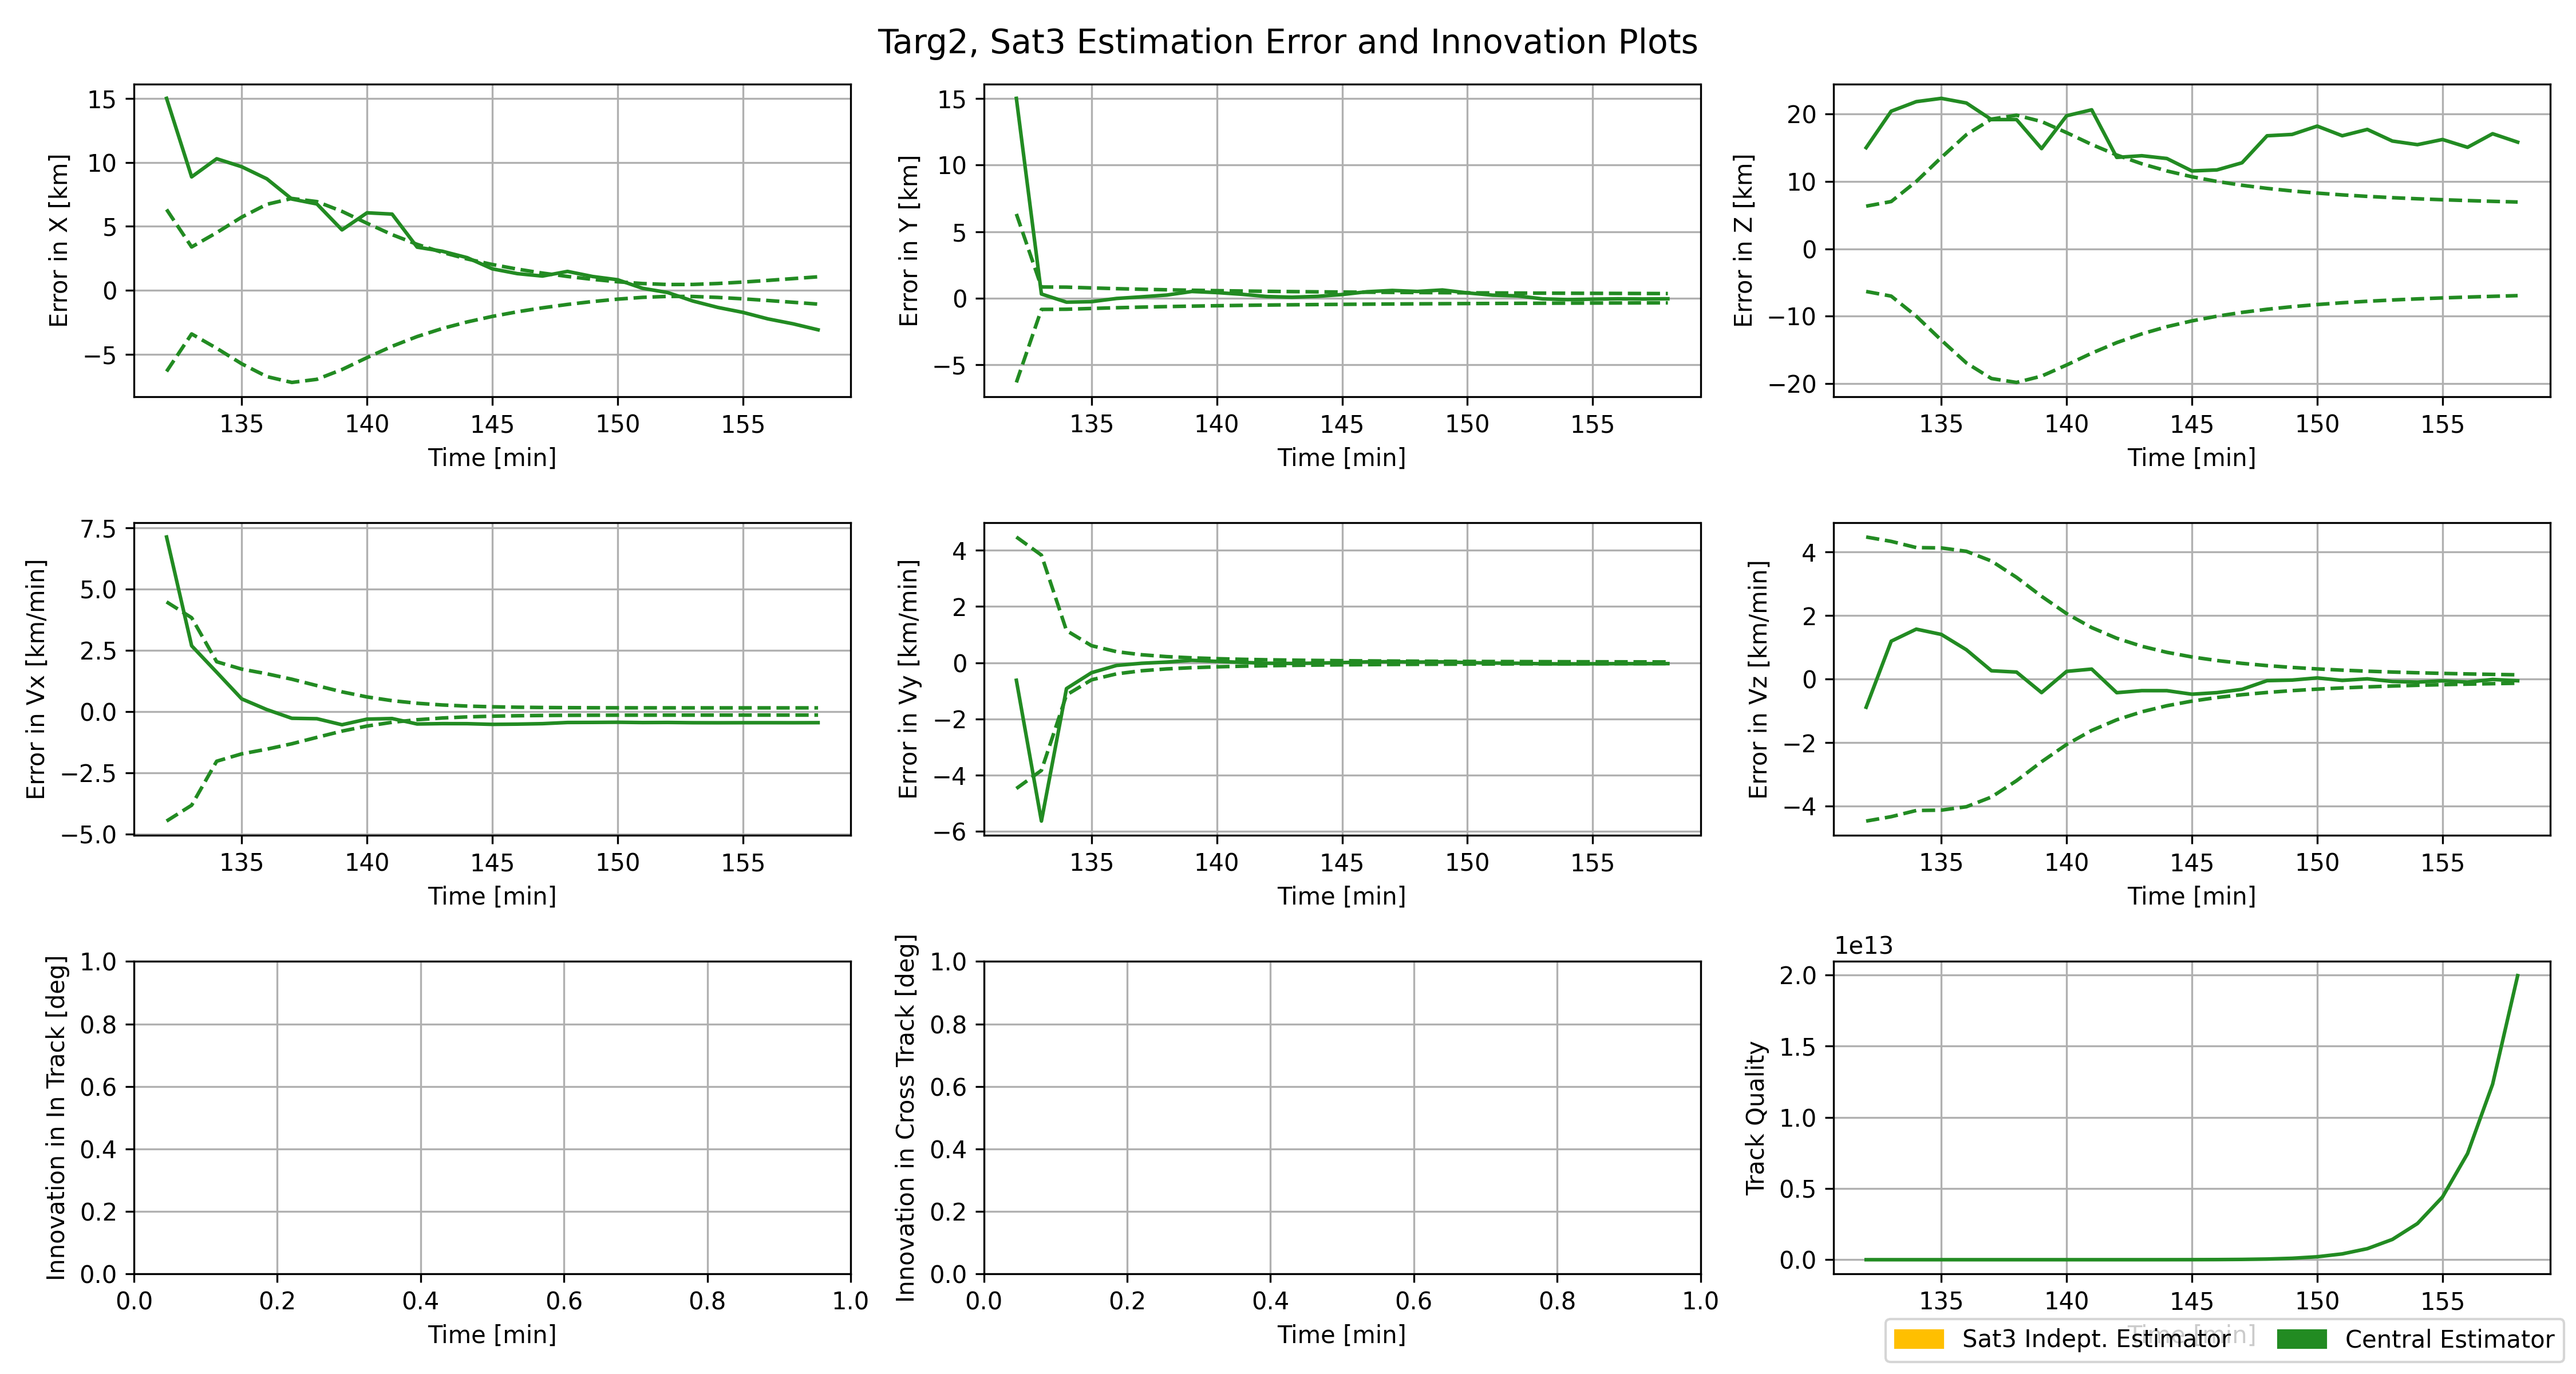 Targ2, Sat3 Estimation Error and Innovation Plots
Error in X [km]
15
10
5
0
−5
135 140 145 150 155
Time [min]
Error in Y [km]
15
10
5
0
−5
135 140 145 150 155
Time [min]
Error in Z [km]
20
10
0
−10
−20
135 140 145 150 155
Time [min]
Error in Vx [km/min]
7.5
5.0
2.5
0.0
−2.5
−5.0
135 140 145 150 155
Time [min]
Error in Vy [km/min]
4
2
0
−2
−4
−6
135 140 145 150 155
Time [min]
Error in Vz [km/min]
4
2
0
−2
−4
135 140 145 150 155
Time [min]
Innovation in In Track [deg]
1.0
0.8
0.6
0.4
0.2
0.0
0.0 0.2 0.4 0.6 0.8 1.0
Time [min]
Innovation in Cross Track [deg]
1.0
0.8
0.6
0.4
0.2
0.0
0.0 0.2 0.4 0.6 0.8 1.0
Time [min]
1e13
Track Quality
2.0
1.5
1.0
0.5
0.0
135 140 145 150 155
Time [min]
Sat3 Indept. Estimator
Central Estimator